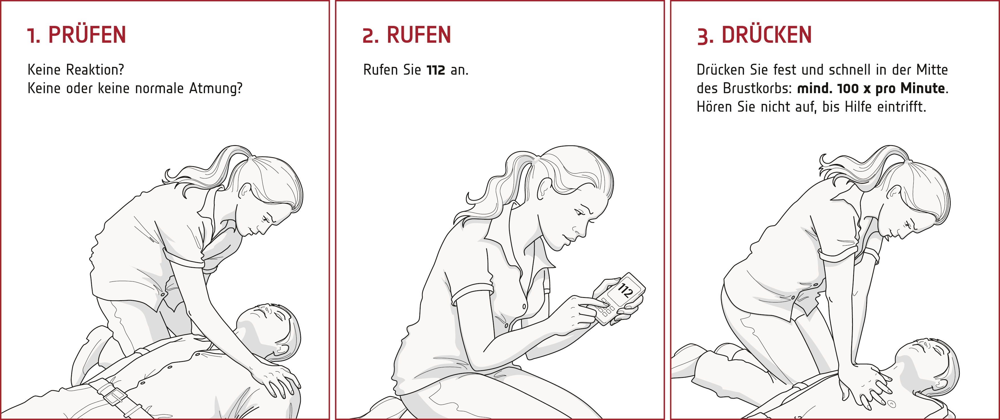 1. PRÜFEN
Keine Reaktion?
Keine oder keine normale Atmung?
2. RUFEN
Rufen Sie 112 an.
112
3. DRÜCKEN
Drücken Sie fest und schnell in der Mitte
des Brustkorbs: mind. 100 x pro Minute.
Hören Sie nicht auf, bis Hilfe eintrifft.